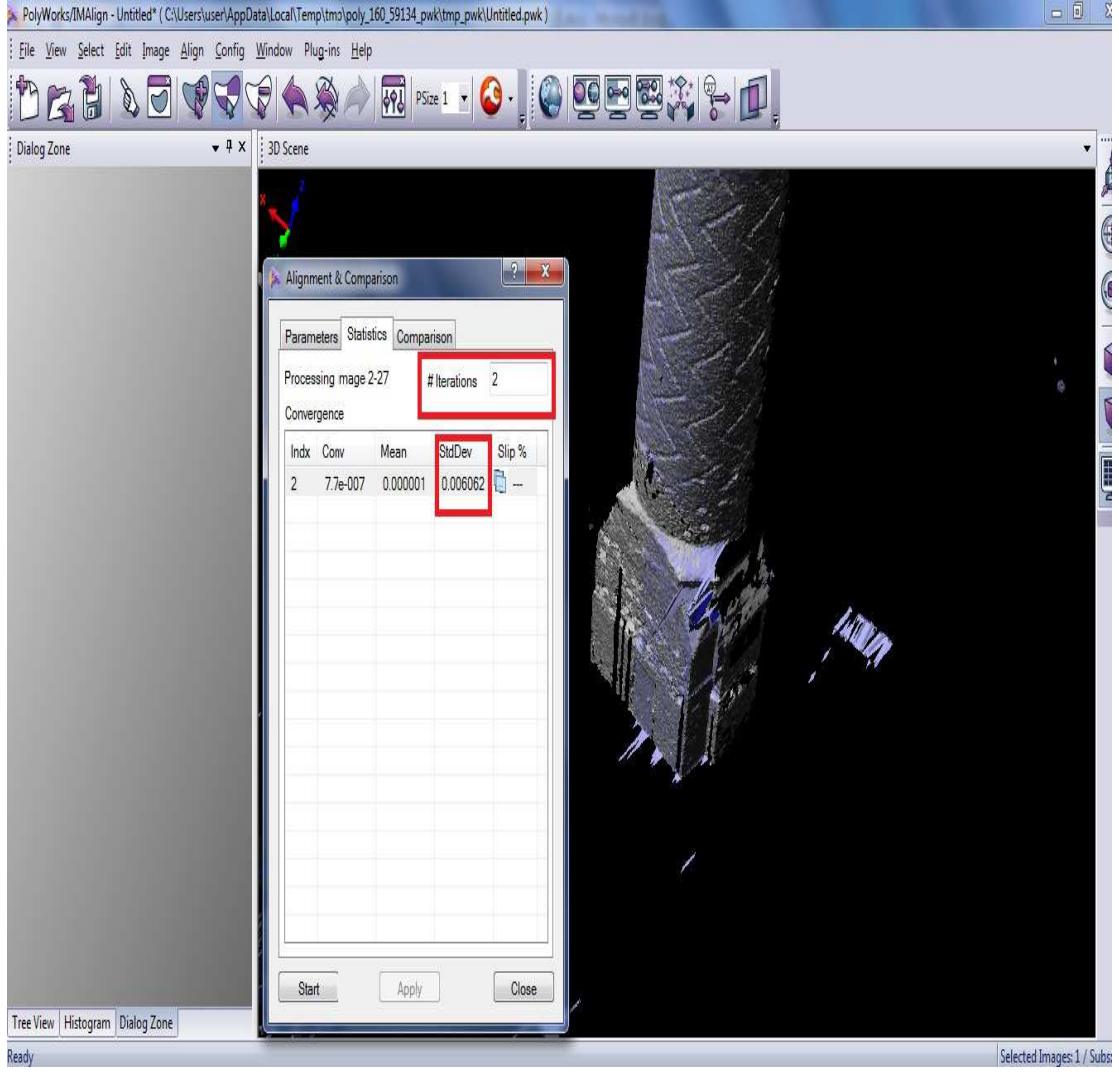 PolyWorks/IMAlign - Untitled* ( C:\Users\user\AppData\Local\Temp\tmp\poly_160_59134_pwk\tmp_pwk\Untitled.pwk )
File View Select Edit Image Align Config Window Plug-ins Help
PSize 1
Dialog Zone
3D Scene
X Z
Alignment & Comparison
Parameters Statistics Comparison
Processing mage 2-27 # Iterations 2
Convergence
Indx Conv Mean StdDev Slip %
2 7.7e-007 0.000001 0.006062 ---
Start Apply Close
Tree View Histogram Dialog Zone
Ready Selected Images: 1 / Subs